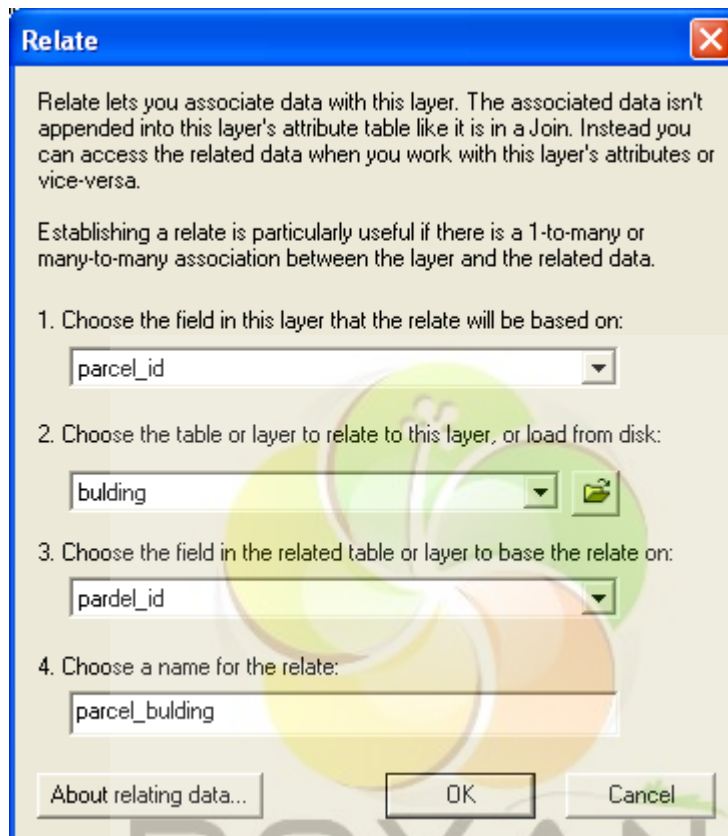 Relate
Relate lets you associate data with this layer. The associated data isn't
appended into this layer's attribute table like it is in a Join. Instead you
can access the related data when you work with this layer's attributes or
vice-versa.
Establishing a relate is particularly useful if there is a 1-to-many or
many-to-many association between the layer and the related data.
1. Choose the field in this layer that the relate will be based on:
parcel_id
2. Choose the table or layer to relate to this layer, or load from disk:
bulding
3. Choose the field in the related table or layer to base the relate on:
pardel_id
4. Choose a name for the relate:
parcel_bulding
About relating data... OK Cancel